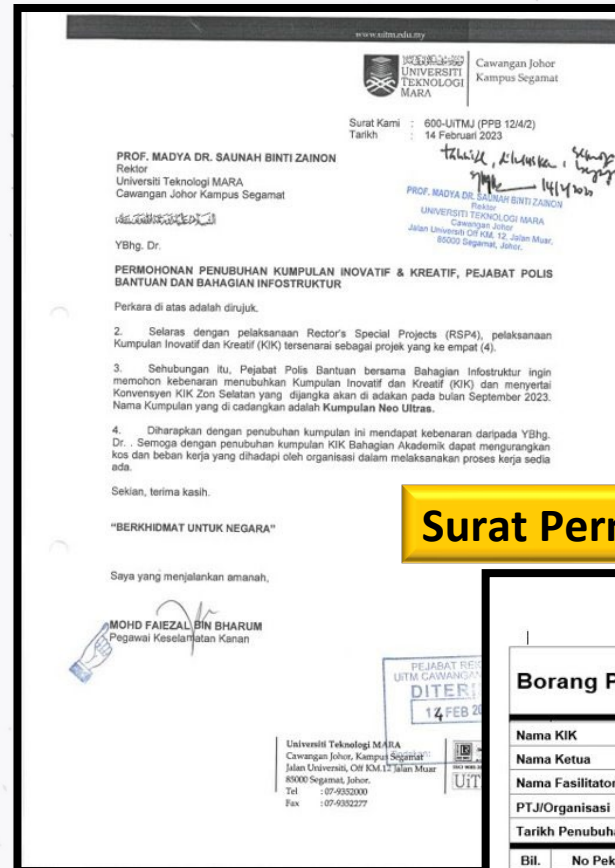 www.uitm.edu.my
UNIVERSITI
TEKNOLOGI
MARA
Cawangan Johor
Kampus Segamat
Surat Kami : 600-UiTMJ (PPB 12/4/2)
Tarikh : 14 Februari 2023
PROF. MADYA DR. SAUNAH BINTI ZAINON
Rektor
Universiti Teknologi MARA
Cawangan Johor Kampus Segamat
PROF. MADYA DR. SAUNAH BINTI ZAINON
Rektor
UNIVERSITI TEKNOLOGI MARA
Cawangan Johor
Jalan Universiti Off KM. 12, Jalan Muar,
85000 Segamat, Johor.
YBhg. Dr.
PERMOHONAN PENUBUHAN KUMPULAN INOVATIF & KREATIF, PEJABAT POLIS
BANTUAN DAN BAHAGIAN INFOSTRUKTUR
Perkara di atas adalah dirujuk.
2. Selaras dengan pelaksanaan Rector's Special Projects (RSP4), pelaksanaan
Kumpulan Inovatif dan Kreatif (KIK) tersenarai sebagai projek yang ke empat (4).
3. Sehubungan itu, Pejabat Polis Bantuan bersama Bahagian Infostruktur ingin
memohon kebenaran menubuhkan Kumpulan Inovatif dan Kreatif (KIK) dan menyertai
Konvensyen KIK Zon Selatan yang dijangka akan di adakan pada bulan September 2023.
Nama Kumpulan yang di cadangkan adalah Kumpulan Neo Ultras.
4. Diharapkan dengan penubuhan kumpulan ini mendapat kebenaran daripada YBhg.
Dr. . Semoga dengan penubuhan kumpulan KIK Bahagian Akademik dapat mengurangkan
kos dan beban kerja yang dihadapi oleh organisasi dalam melaksanakan proses kerja sedia
ada.
Sekian, terima kasih.
"BERKHIDMAT UNTUK NEGARA"
Surat Perm
Saya yang menjalankan amanah,
MOHD FAIEZAL BIN BHARUM
Pegawai Keselamatan Kanan
PEJABAT REK
UiTM CAWANGAN
DITERI
14 FEB 20
Universiti Teknologi MARA
Cawangan Johor, Kampus Segamat
Jalan Universiti, Off KM.12 Jalan Muar
85000 Segamat, Johor.
Tel : 07-9352000
Fax : 07-9352277
UiT
Borang P
Nama KIK
Nama Ketua
Nama Fasilitator
PTJ/Organisasi
Tarikh Penubuha
Bil. No Pek